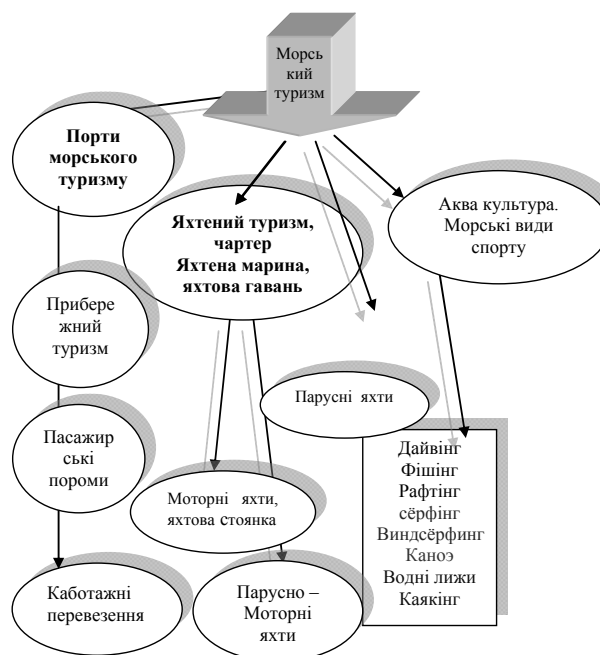 Морсь
кий
туризм
Порти
морського
туризму
Яхтений туризм,
чартер
Яхтена марина,
яхтова гавань
Аква культура.
Морські види
спорту
Прибере
жний
туризм
Парусні яхти
Пасажир
ські
пороми
Моторні яхти,
яхтова стоянка
Дайвінг
Фішінг
Рафтінг
сёрфінг
Виндсёрфинг
Каноэ
Водні лижи
Каякінг
Каботажні
перевезення
Парусно –
Моторні
яхти